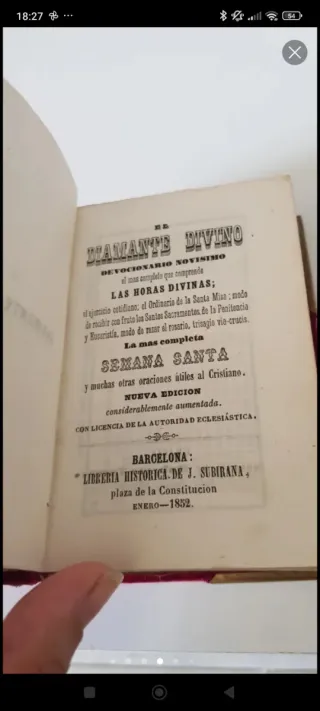 18:27
54
EL
DIAMANTE DIVINO
DEVOCIONARIO NOVISIMO
el mas completo que comprende
LAS HORAS DIVINAS;
el ejercicio cotidiano; el Ordinario de la Santa Misa; modo
de recibir con fruto los Santos Sacramentos de la Penitencia
y Eucaristía, modo de rezar el rosario, trisagio via-crucis.
La mas completa
SEMANA SANTA
y muchas otras oraciones útiles al Cristiano.
NUEVA EDICION
considerablemente aumentada.
CON LICENCIA DE LA AUTORIDAD ECLESIÁSTICA.
BARCELONA:
LIBRERIA HISTORICA DE J. SUBIRANA,
plaza de la Constitucion
ENERO—1852.